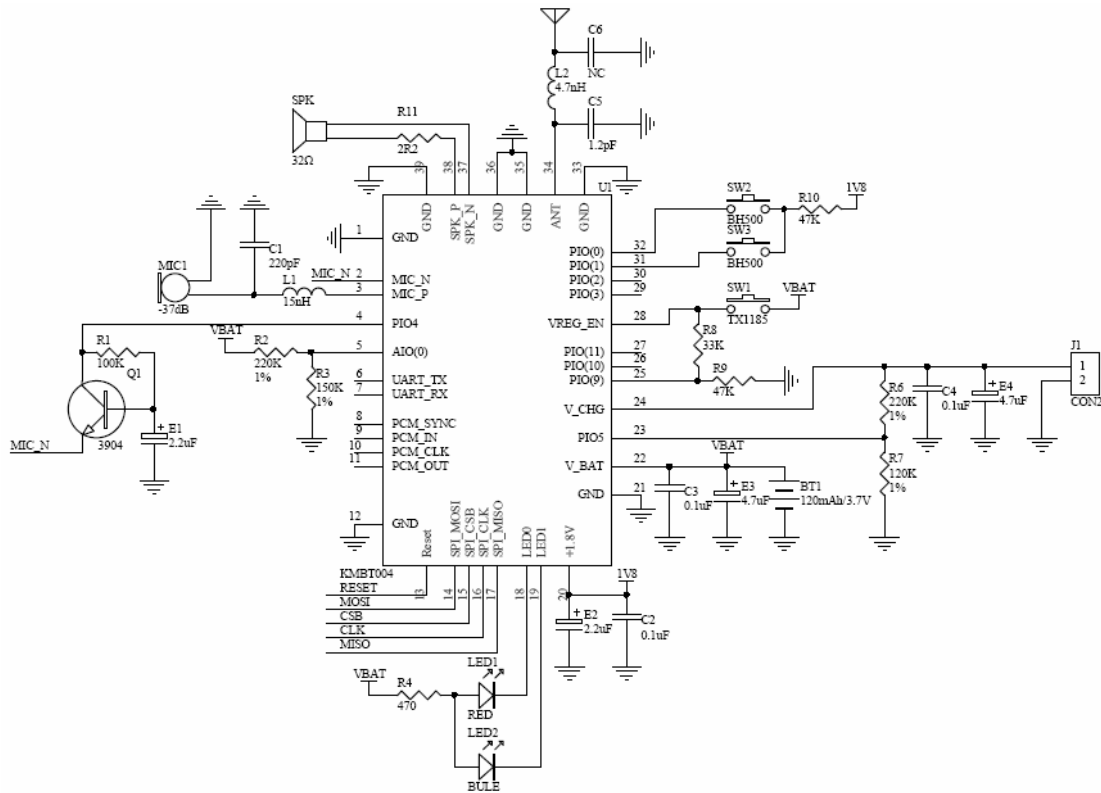 C6
NC
L2
4.7nH
C5
1.2pF
SPK
R11
2R2
32Ω
39
38
37
36
35
34
33
U1
GND
SPK_P
SPK_N
GND
GND
ANT
GND
SW2
BH500
R10
47K
1V8
SW3
BH500
1
GND
PIO(0)
32
PIO(1)
31
PIO(2)
30
PIO(3)
29
C1
220pF
MIC1
-37dB
L1
15nH
MIC_N
2
MIC_N
3
MIC_P
SW1
TX1185
VBAT
4
PIO4
VREG_EN
28
R8
33K
VBAT
R2
220K
1%
5
AIO(0)
PIO(11)
27
PIO(10)
26
PIO(9)
25
R9
47K
R1
100K
Q1
3904
MIC_N
E1
+
2.2uF
R3
150K
1%
6
UART_TX
7
UART_RX
V_CHG
24
8
PCM_SYNC
9
PCM_IN
10
PCM_CLK
11
PCM_OUT
PIO5
23
V_BAT
22
GND
21
VBAT
R6
220K
1%
C4
0.1uF
+
E4
4.7uF
J1
1
2
CON2
R7
120K
1%
C3
0.1uF
+
E3
4.7uF
BT1
120mAh/3.7V
12
GND
Reset
SPI_MOSI
SPI_CSB
SPI_CLK
SPI_MISO
LED0
LED1
+1.8V
KMBT004
RESET
MOSI
CSB
CLK
MISO
13
14
15
16
17
18
19
20
1V8
+
E2
2.2uF
C2
0.1uF
VBAT
R4
470
LED1
RED
LED2
BULE